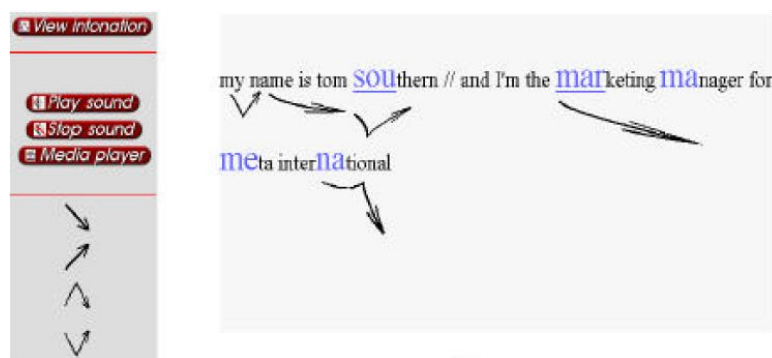 View intonation
Play sound
Stop sound
Media player
my name is tom southern // and I'm the marketing manager for
meta international